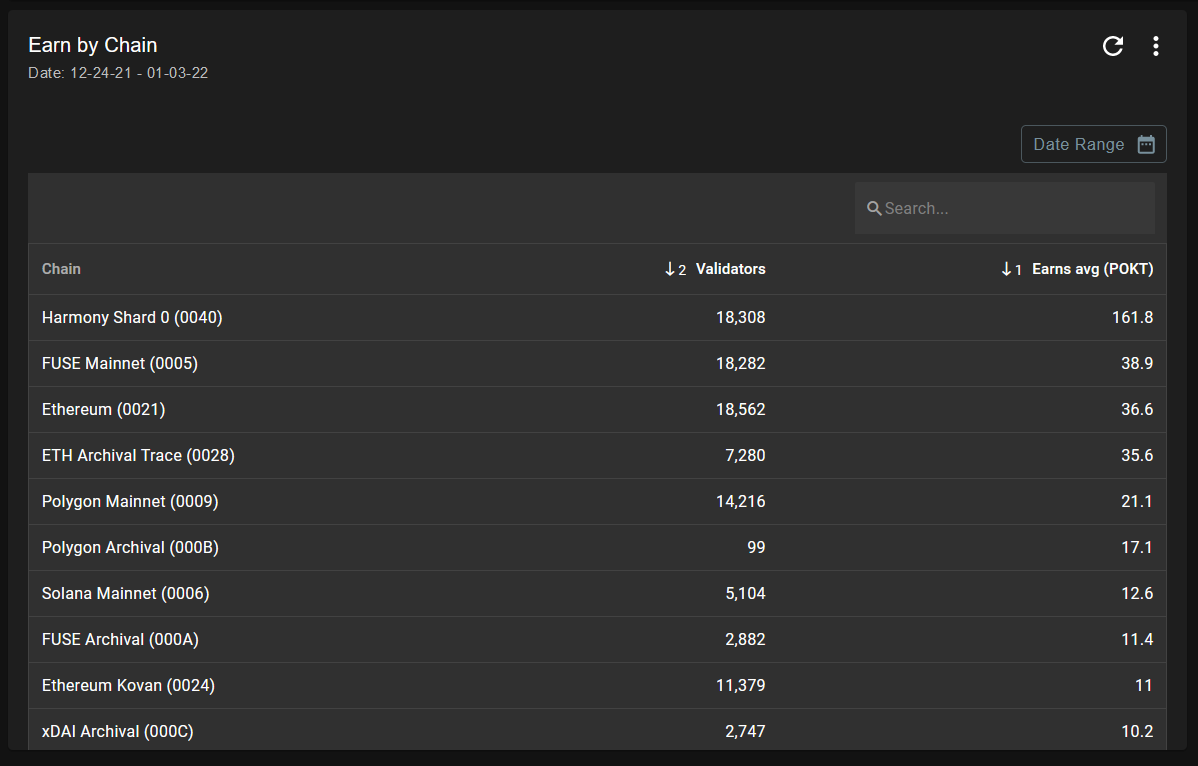 Earn by Chain
Date: 12-24-21 - 01-03-22
Date Range
Search...
Chain 2 Validators 1 Earns avg (POKT)
Harmony Shard 0 (0040) 18,308 161.8
FUSE Mainnet (0005) 18,282 38.9
Ethereum (0021) 18,562 36.6
ETH Archival Trace (0028) 7,280 35.6
Polygon Mainnet (0009) 14,216 21.1
Polygon Archival (000B) 99 17.1
Solana Mainnet (0006) 5,104 12.6
FUSE Archival (000A) 2,882 11.4
Ethereum Kovan (0024) 11,379 11
xDAI Archival (000C) 2,747 10.2